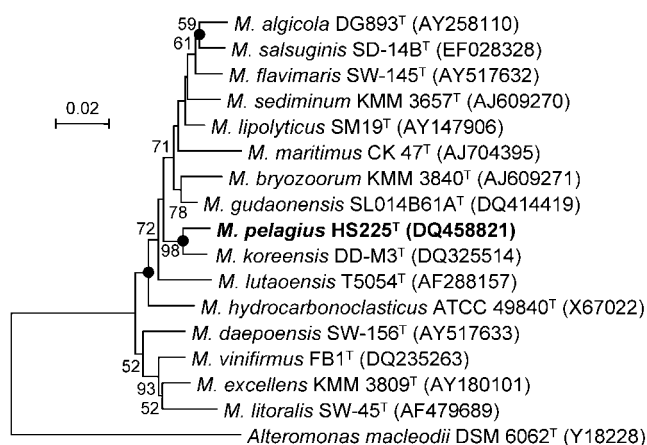 59
M. algicola DG893ᵀ (AY258110)
61
M. salsuginis SD-14Bᵀ (EF028328)
M. flavimaris SW-145ᵀ (AY517632)
0.02
M. sediminum KMM 3657ᵀ (AJ609270)
M. lipolyticus SM19ᵀ (AY147906)
71
M. maritimus CK 47ᵀ (AJ704395)
M. bryozoorum KMM 3840ᵀ (AJ609271)
78
M. gudaonensis SL014B61Aᵀ (DQ414419)
72
M. pelagius HS225ᵀ (DQ458821)
98
M. koreensis DD-M3ᵀ (DQ325514)
M. lutaoensis T5054ᵀ (AF288157)
M. hydrocarbonoclasticus ATCC 49840ᵀ (X67022)
M. daepoensis SW-156ᵀ (AY517633)
52
M. vinifirmus FB1ᵀ (DQ235263)
93
M. excellens KMM 3809ᵀ (AY180101)
52
M. litoralis SW-45ᵀ (AF479689)
Alteromonas macleodii DSM 6062ᵀ (Y18228)